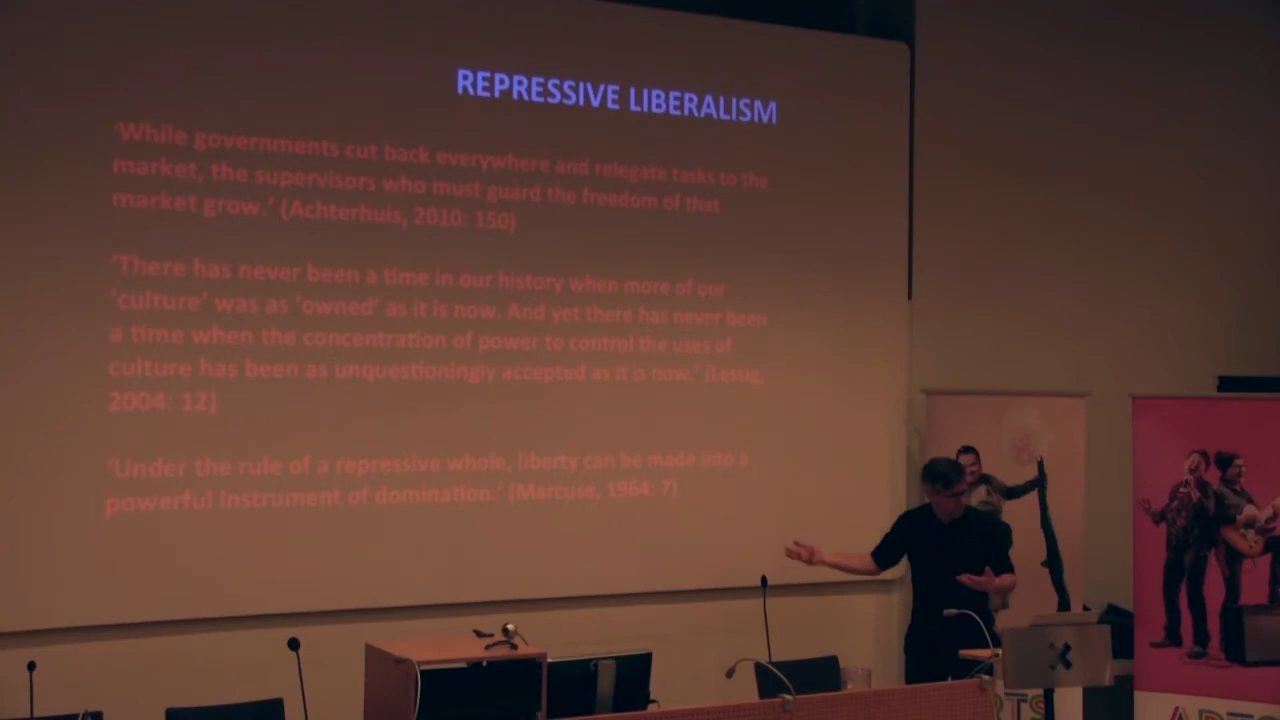 REPRESSIVE LIBERALISM
'While governments cut back everywhere and relegate tasks to the
market, the supervisors who must guard the freedom of that
market grow.' (Achterhuis, 2010: 150)
'There has never been a time in our history when more of our
'culture' was as 'owned' as it is now. And yet there has never been
a time when the concentration of power to control the uses of
culture has been as unquestioningly accepted as it is now.' (Lessig,
2004: 12)
'Under the rule of a repressive whole, liberty can be made into a
powerful instrument of domination.' (Marcuse, 1964: 7)